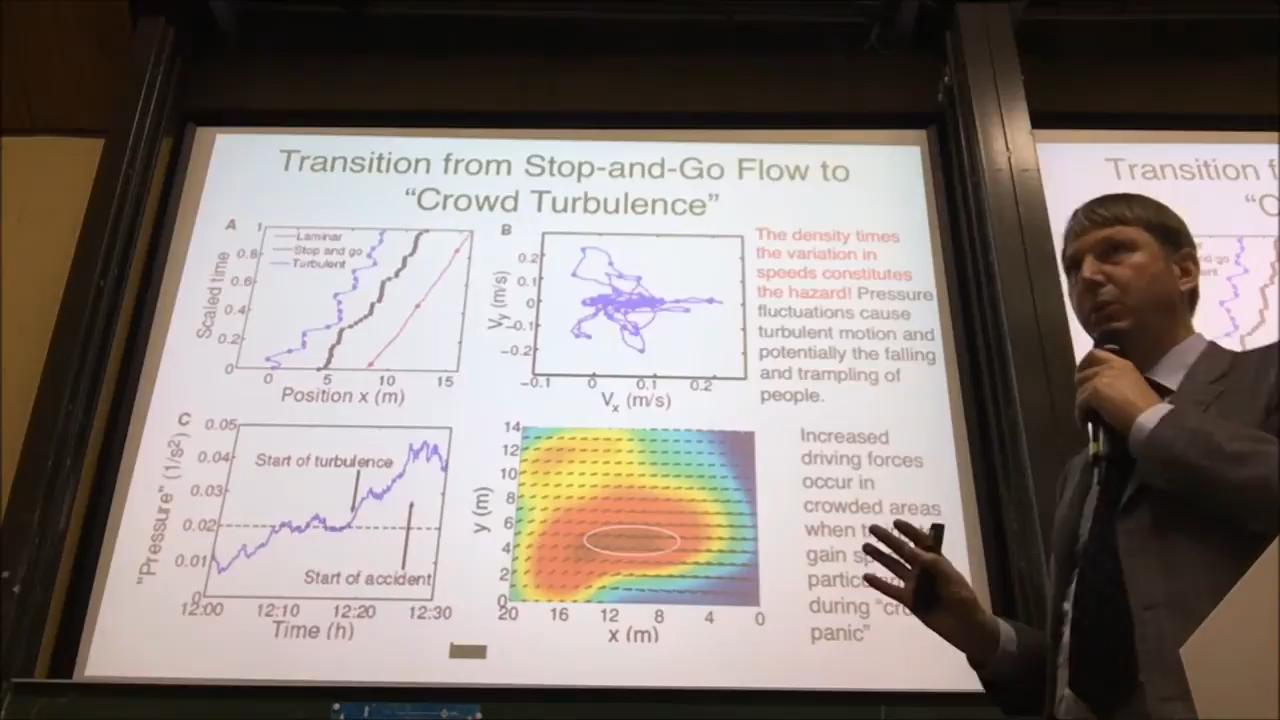 Transition from Stop-and-Go Flow to
“Crowd Turbulence”
A
Scaled time
1
0.8
0.6
0.4
0.2
0
Laminar
Stop and go
Turbulent
0 5 10 15
Position x (m)
B
Vy (m/s)
0.2
0.1
0
−0.1
−0.2
−0.1 0 0.1 0.2
Vx (m/s)
The density times
the variation in
speeds constitutes
the hazard! Pressure
fluctuations cause
turbulent motion and
potentially the falling
and trampling of
people.
C
"Pressure" (1/s²)
0.05
0.04
0.03
0.02
0.01
0
Start of turbulence
Start of accident
12:00 12:10 12:20 12:30
Time (h)
y (m)
14
12
10
8
6
4
2
0
20 16 12 8 4 0
x (m)
Increased
driving forces
occur in
crowded areas
when
gain
during
panic”
Transition